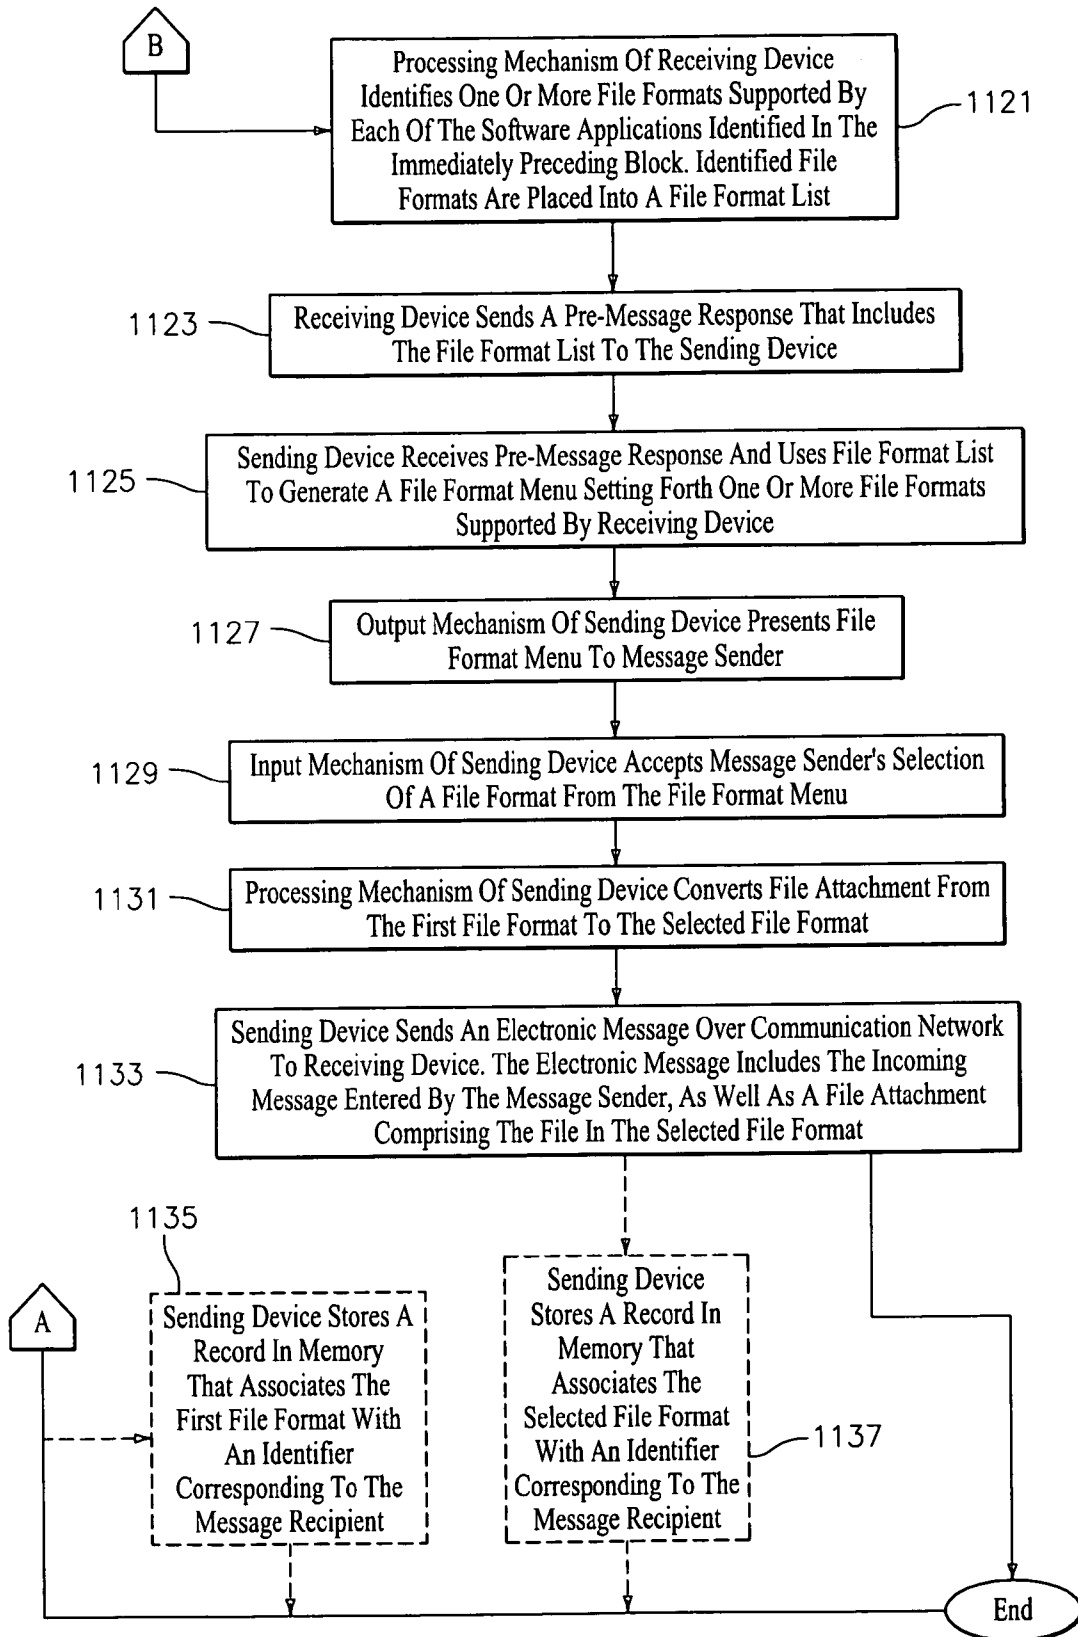 B
Processing Mechanism Of Receiving Device
Identifies One Or More File Formats Supported By
Each Of The Software Applications Identified In The
Immediately Preceding Block. Identified File
Formats Are Placed Into A File Format List
1121
1123
Receiving Device Sends A Pre-Message Response That Includes
The File Format List To The Sending Device
1125
Sending Device Receives Pre-Message Response And Uses File Format List
To Generate A File Format Menu Setting Forth One Or More File Formats
Supported By Receiving Device
1127
Output Mechanism Of Sending Device Presents File
Format Menu To Message Sender
1129
Input Mechanism Of Sending Device Accepts Message Sender's Selection
Of A File Format From The File Format Menu
1131
Processing Mechanism Of Sending Device Converts File Attachment From
The First File Format To The Selected File Format
1133
Sending Device Sends An Electronic Message Over Communication Network
To Receiving Device. The Electronic Message Includes The Incoming
Message Entered By The Message Sender, As Well As A File Attachment
Comprising The File In The Selected File Format
1135
A
Sending Device Stores A
Record In Memory
That Associates The
First File Format With
An Identifier
Corresponding To The
Message Recipient
Sending Device
Stores A Record In
Memory That
Associates The
Selected File Format
With An Identifier
Corresponding To The
Message Recipient
1137
End